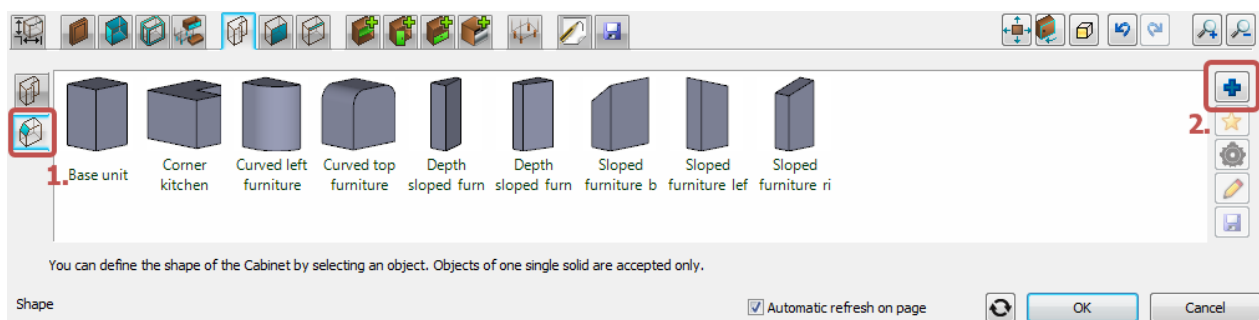 2.
1.
Base unit
Corner
kitchen
Curved left
furniture
Curved top
furniture
Depth
sloped furn
Depth
sloped furn
Sloped
furniture b
Sloped
furniture lef
Sloped
furniture ri
You can define the shape of the Cabinet by selecting an object. Objects of one single solid are accepted only.
Shape
Automatic refresh on page
OK
Cancel